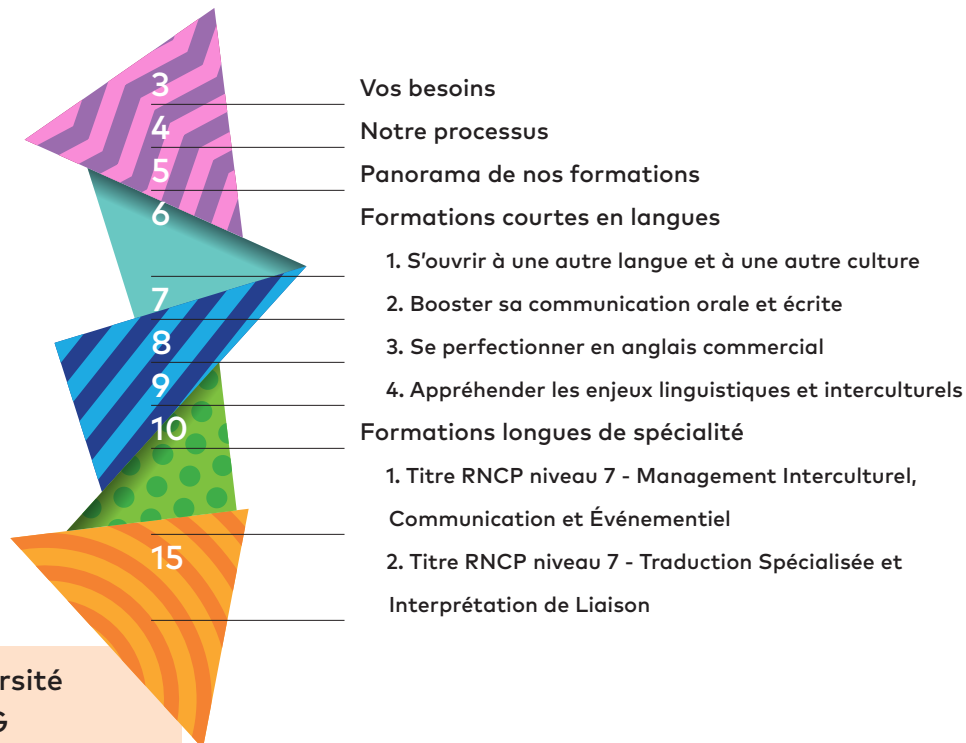 3 Vos besoins
4 Notre processus
5 Panorama de nos formations
6 Formations courtes en langues
1. S'ouvrir à une autre langue et à une autre culture
7 2. Booster sa communication orale et écrite
8 3. Se perfectionner en anglais commercial
9 4. Appréhender les enjeux linguistiques et interculturels
10 Formations longues de spécialité
1. Titre RNCP niveau 7 - Management Interculturel,
Communication et Événementiel
15 2. Titre RNCP niveau 7 - Traduction Spécialisée et
Interprétation de Liaison
rsité